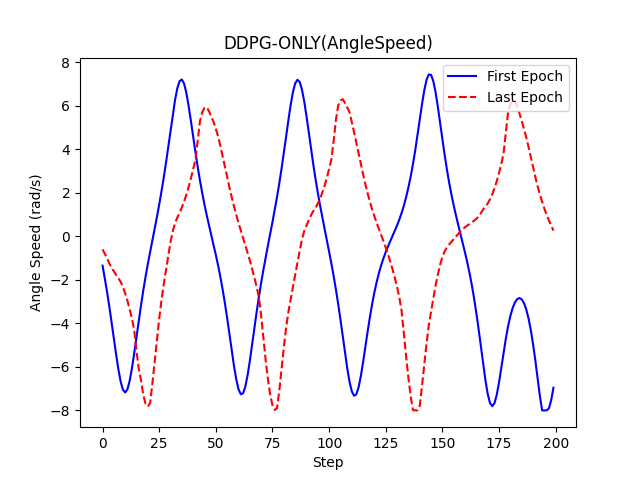 DDPG-ONLY(AngleSpeed)
First Epoch
Last Epoch
Angle Speed (rad/s)
8
6
4
2
0
−2
−4
−6
−8
0 25 50 75 100 125 150 175 200
Step